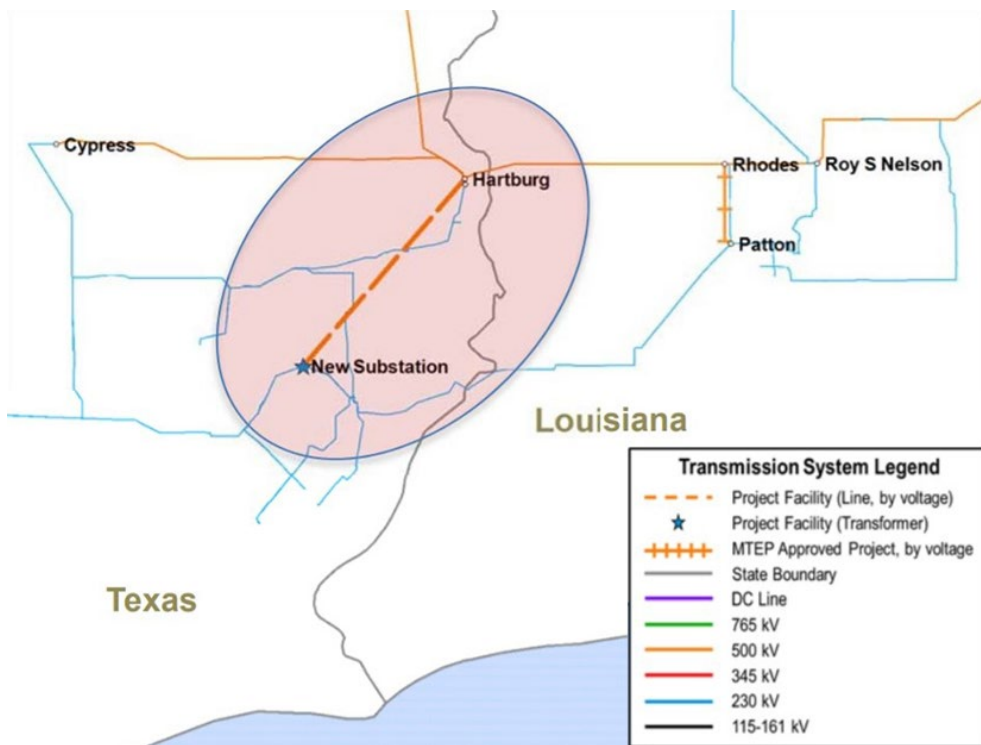 Cypress
Hartburg
Rhodes
Roy S Nelson
Patton
New Substation
Louisiana
Texas
Transmission System Legend
Project Facility (Line, by voltage)
Project Facility (Transformer)
MTEP Approved Project, by voltage
State Boundary
DC Line
765 kV
500 kV
345 kV
230 kV
115-161 kV